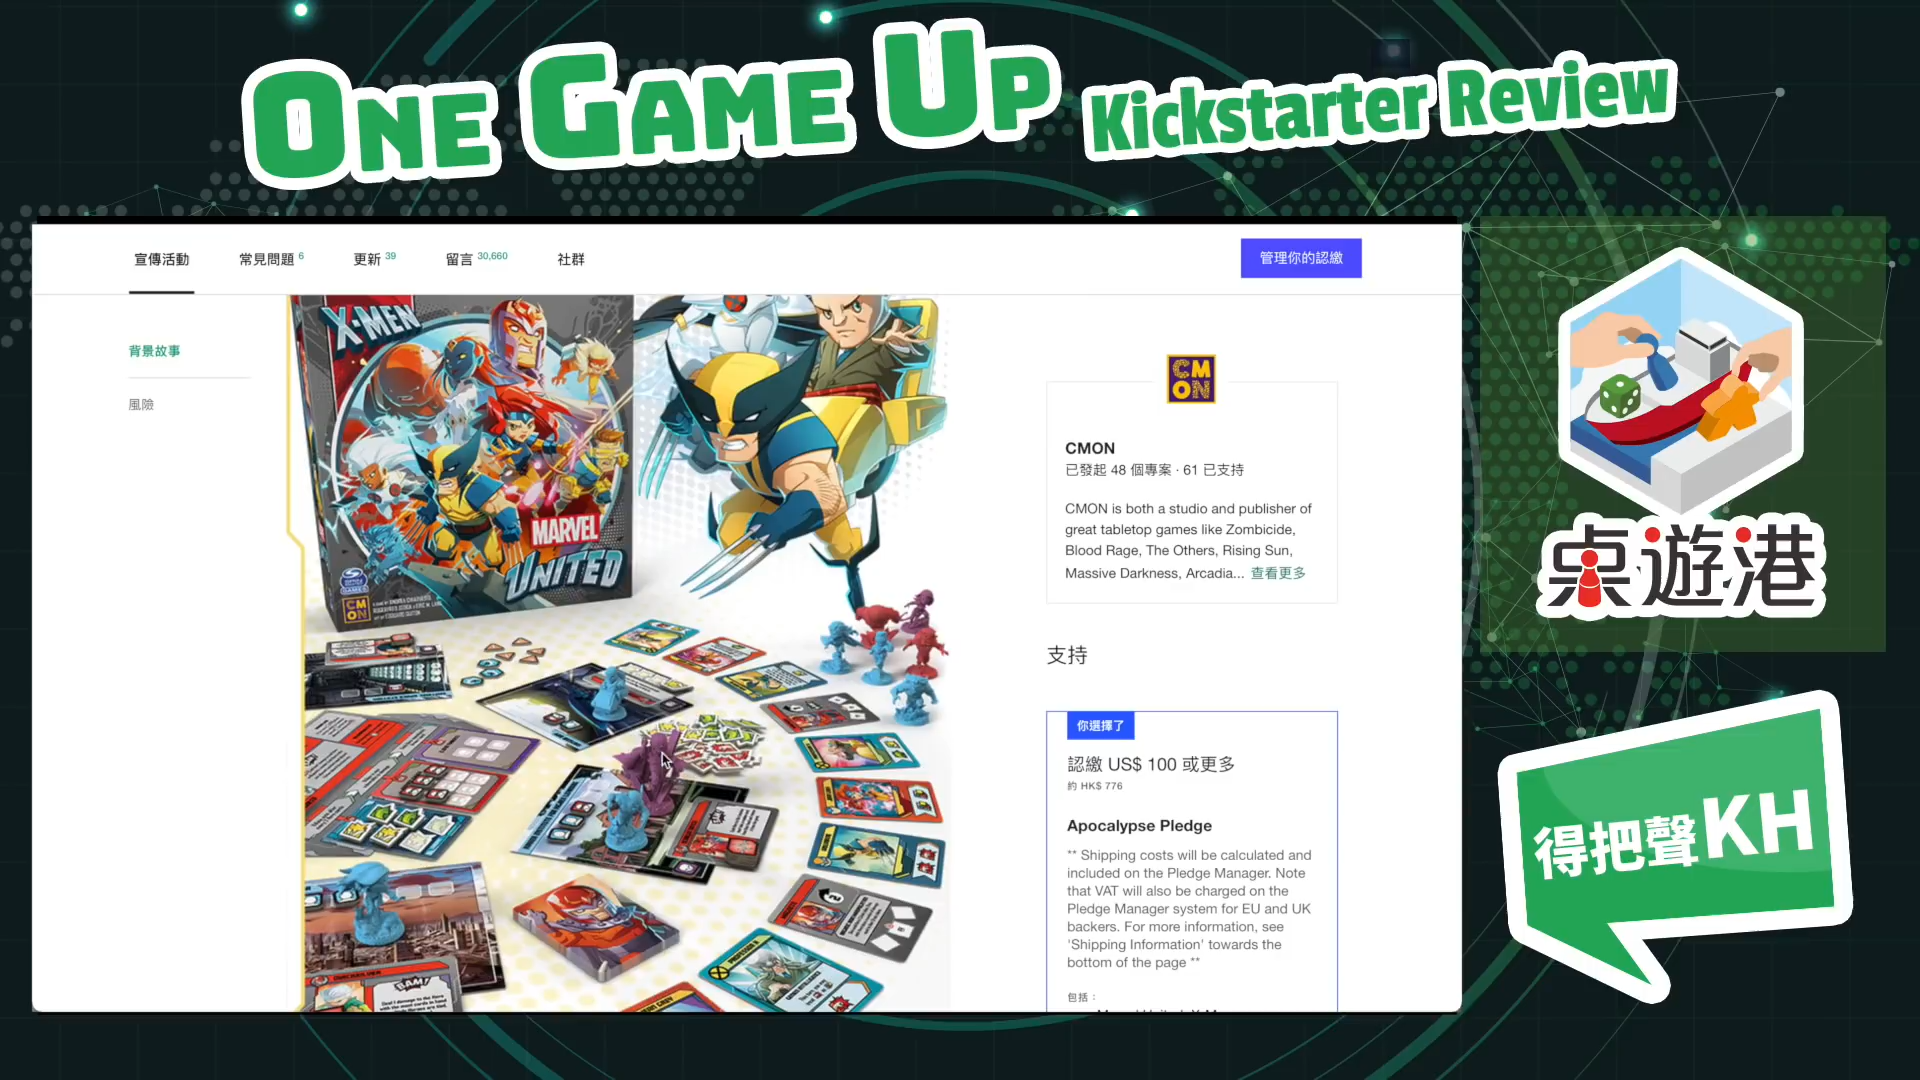 ONE GAME UP Kickstarter Review
宣傳活動
常見問題 6
更新 39
留言 30,660
社群
管理你的認繳
背景故事
風險
X-MEN
MARVEL
UNITED
CMON
CMON
CMON
已發起 48 個專案 · 61 已支持
CMON is both a studio and publisher of
great tabletop games like Zombicide,
Blood Rage, The Others, Rising Sun,
Massive Darkness, Arcadia... 查看更多
支持
你選擇了
認繳 US$ 100 或更多
約 HK$ 776
Apocalypse Pledge
** Shipping costs will be calculated and
included on the Pledge Manager. Note
that VAT will also be charged on the
Pledge Manager system for EU and UK
backers. For more information, see
'Shipping Information' towards the
bottom of the page **
包括：
BAM!
PROFESSOR X
桌遊港
得把聲KH